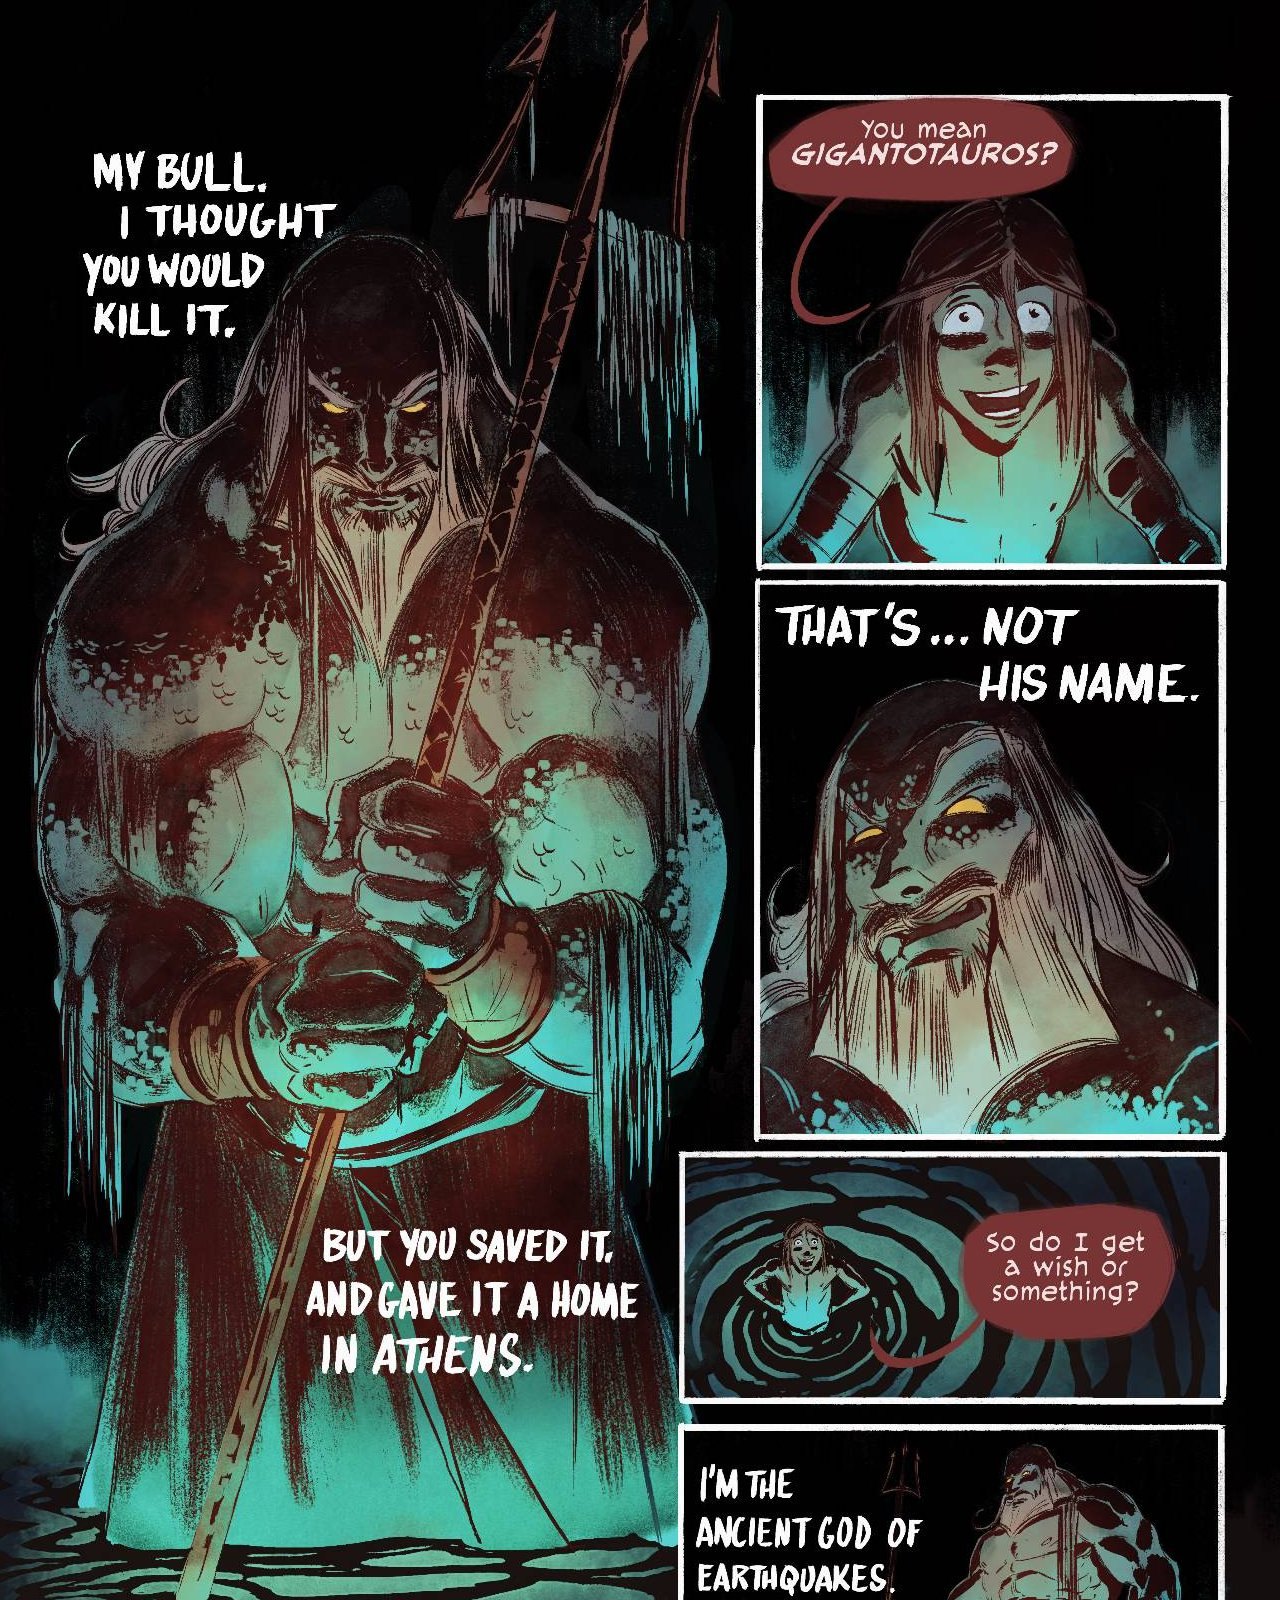 MY BULL.
I THOUGHT
YOU WOULD
KILL IT.
BUT YOU SAVED IT.
AND GAVE IT A HOME
IN ATHENS.
You mean
GIGANTOTAUROS?
THAT'S... NOT
HIS NAME.
So do I get
a wish or
something?
I'M THE
ANCIENT GOD OF
EARTHQUAKES.